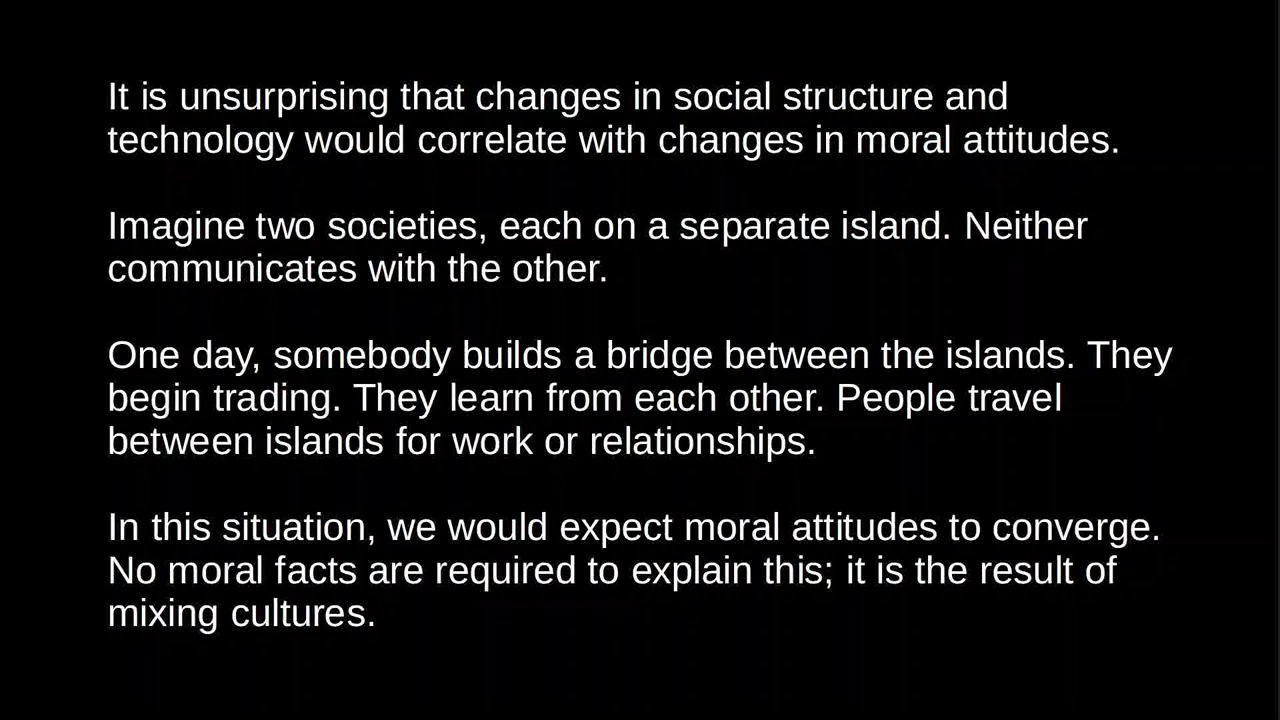 It is unsurprising that changes in social structure and
technology would correlate with changes in moral attitudes.
Imagine two societies, each on a separate island. Neither
communicates with the other.
One day, somebody builds a bridge between the islands. They
begin trading. They learn from each other. People travel
between islands for work or relationships.
In this situation, we would expect moral attitudes to converge.
No moral facts are required to explain this; it is the result of
mixing cultures.